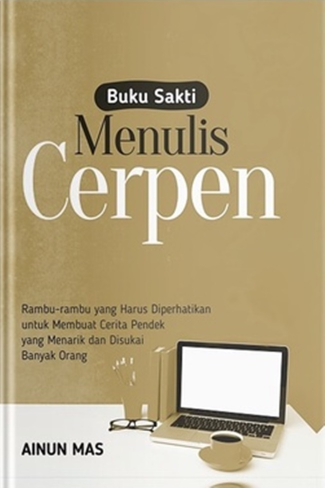 Buku Sakti
Menulis
Cerpen
Rambu-rambu yang Harus Diperhatikan
untuk Membuat Cerita Pendek
yang Menarik dan Disukai
Banyak Orang
AINUN MAS